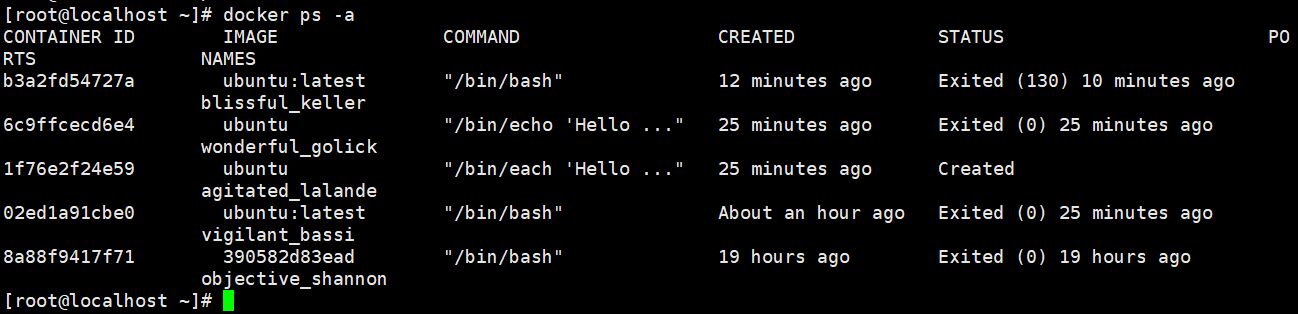 [root@localhost ~]# docker ps -a
CONTAINER ID        IMAGE               COMMAND                  CREATED             STATUS                        PO
RTS               NAMES
b3a2fd54727a        ubuntu:latest       "/bin/bash"              12 minutes ago      Exited (130) 10 minutes ago
                  blissful_keller
6c9ffcecd6e4        ubuntu              "/bin/echo 'Hello ..."   25 minutes ago      Exited (0) 25 minutes ago
                  wonderful_golick
1f76e2f24e59        ubuntu              "/bin/each 'Hello ..."   25 minutes ago      Created
                  agitated_lalande
02ed1a91cbe0        ubuntu:latest       "/bin/bash"              About an hour ago   Exited (0) 25 minutes ago
                  vigilant_bassi
8a88f9417f71        390582d83ead        "/bin/bash"              19 hours ago        Exited (0) 19 hours ago
                  objective_shannon
[root@localhost ~]#